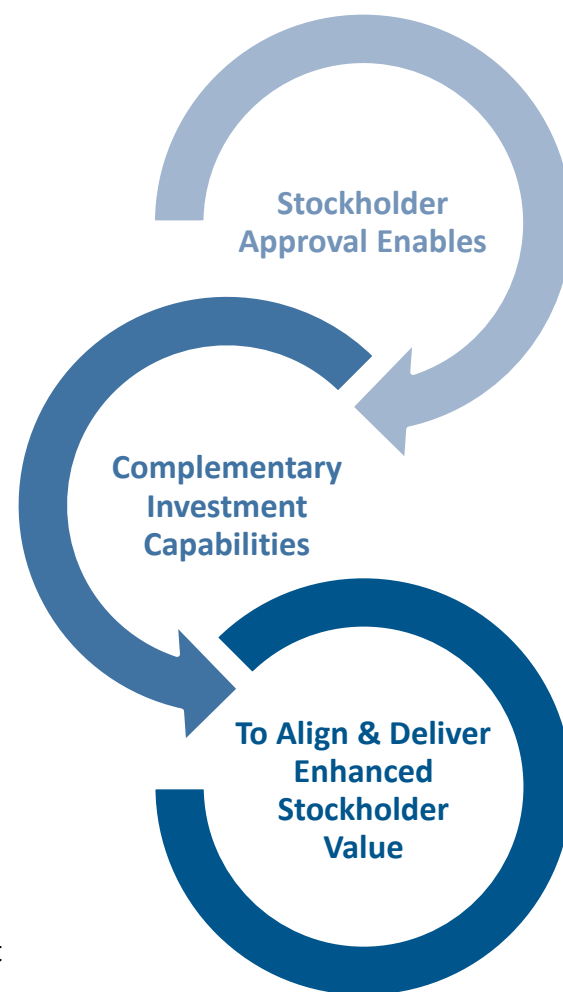 Stockholder
Approval Enables
Complementary
Investment
Capabilities
To Align & Deliver
Enhanced
Stockholder
Value